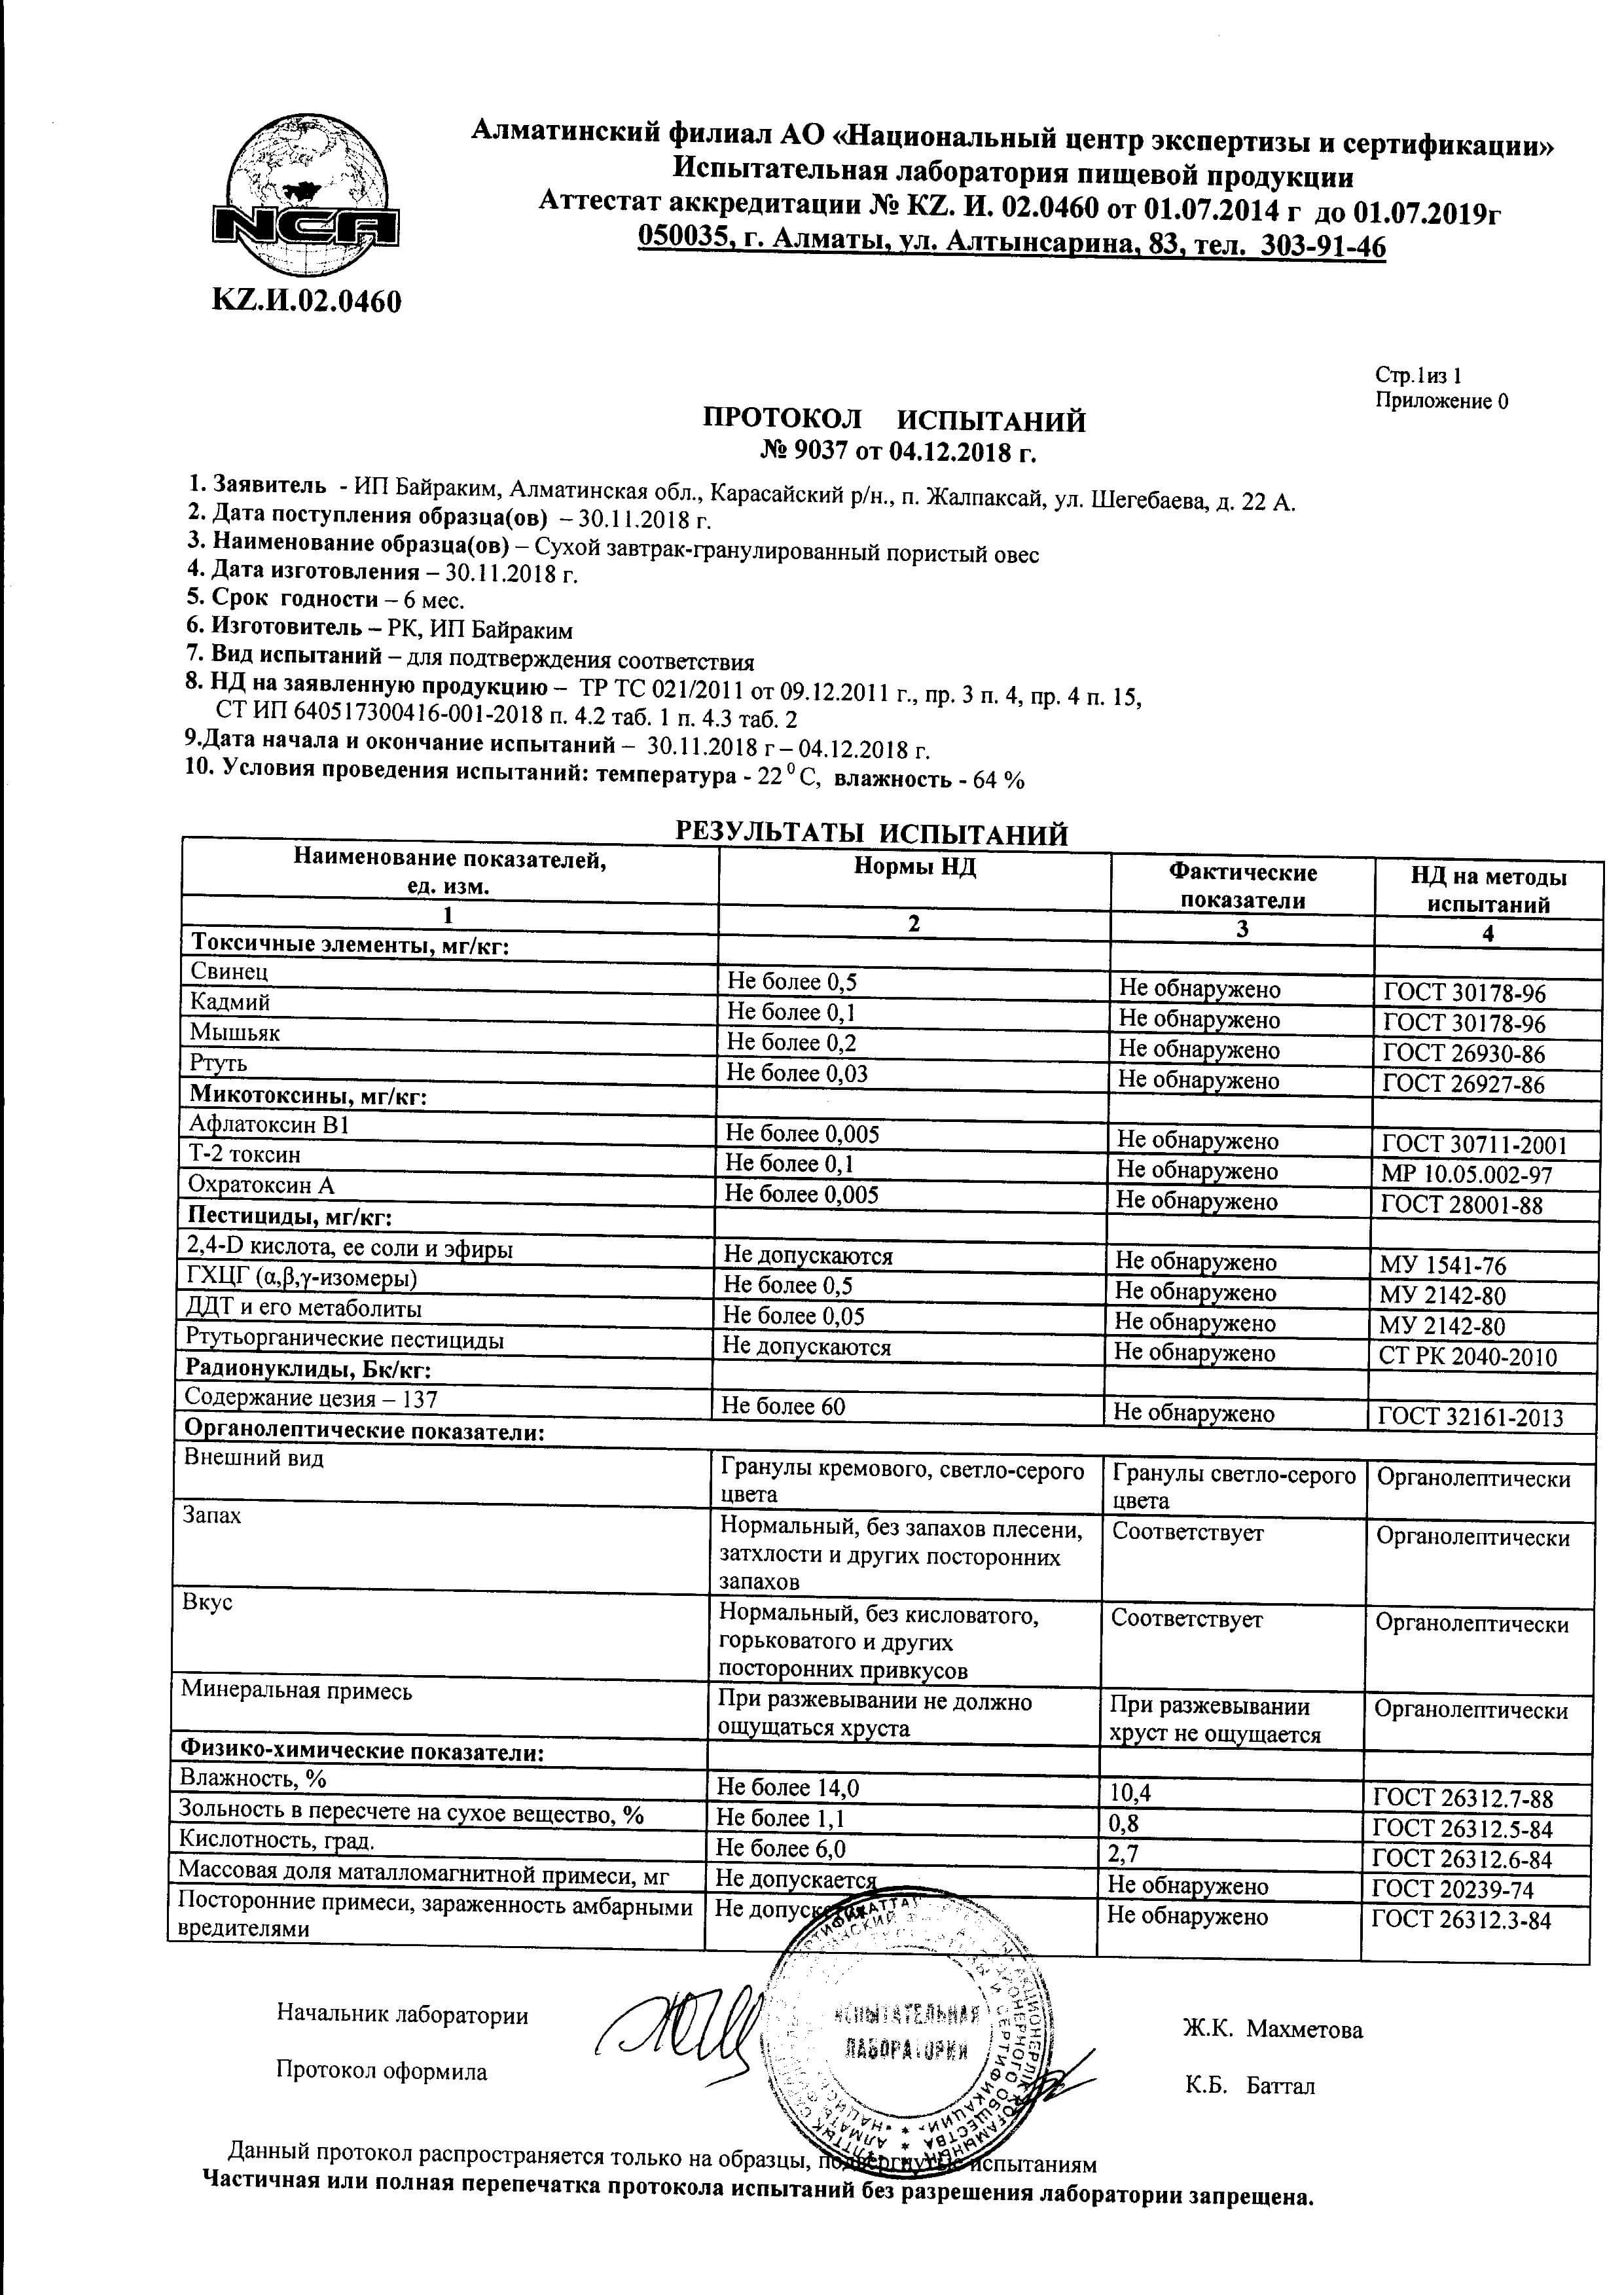 Алматинский филиал АО «Национальный центр экспертизы и сертификации»
Испытательная лаборатория пищевой продукции
Аттестат аккредитации № KZ. И. 02.0460 от 01.07.2014 г до 01.07.2019г
050035, г. Алматы, ул. Алтынсарина, 83, тел. 303-91-46
NCA
KZ.И.02.0460
Стр.1из 1
Приложение 0
ПРОТОКОЛ ИСПЫТАНИЙ
№ 9037 от 04.12.2018 г.
1. Заявитель - ИП Байраким, Алматинская обл., Карасайский р/н., п. Жалпаксай, ул. Шегебаева, д. 22 А.
2. Дата поступления образца(ов) – 30.11.2018 г.
3. Наименование образца(ов) – Сухой завтрак-гранулированный пористый овес
4. Дата изготовления – 30.11.2018 г.
5. Срок годности – 6 мес.
6. Изготовитель – РК, ИП Байраким
7. Вид испытаний – для подтверждения соответствия
8. НД на заявленную продукцию – ТР ТС 021/2011 от 09.12.2011 г., пр. 3 п. 4, пр. 4 п. 15,
СТ ИП 640517300416-001-2018 п. 4.2 таб. 1 п. 4.3 таб. 2
9.Дата начала и окончание испытаний – 30.11.2018 г – 04.12.2018 г.
10. Условия проведения испытаний: температура - 22 ⁰ С, влажность - 64 %
РЕЗУЛЬТАТЫ ИСПЫТАНИЙ
Наименование показателей, ед. изм. Нормы НД Фактические показатели НД на методы испытаний
1 2 3 4
Токсичные элементы, мг/кг:
Свинец Не более 0,5 Не обнаружено ГОСТ 30178-96
Кадмий Не более 0,1 Не обнаружено ГОСТ 30178-96
Мышьяк Не более 0,2 Не обнаружено ГОСТ 26930-86
Ртуть Не более 0,03 Не обнаружено ГОСТ 26927-86
Микотоксины, мг/кг:
Афлатоксин В1 Не более 0,005 Не обнаружено ГОСТ 30711-2001
Т-2 токсин Не более 0,1 Не обнаружено МР 10.05.002-97
Охратоксин А Не более 0,005 Не обнаружено ГОСТ 28001-88
Пестициды, мг/кг:
2,4-D кислота, ее соли и эфиры Не допускаются Не обнаружено МУ 1541-76
ГХЦГ (α,β,γ-изомеры) Не более 0,5 Не обнаружено МУ 2142-80
ДДТ и его метаболиты Не более 0,05 Не обнаружено МУ 2142-80
Ртутьорганические пестициды Не допускаются Не обнаружено СТ РК 2040-2010
Радионуклиды, Бк/кг:
Содержание цезия – 137 Не более 60 Не обнаружено ГОСТ 32161-2013
Органолептические показатели:
Внешний вид Гранулы кремового, светло-серого цвета Гранулы светло-серого цвета Органолептически
Запах Нормальный, без запахов плесени, затхлости и других посторонних запахов Соответствует Органолептически
Вкус Нормальный, без кисловатого, горьковатого и других посторонних привкусов Соответствует Органолептически
Минеральная примесь При разжевывании не должно ощущаться хруста При разжевывании хруст не ощущается Органолептически
Физико-химические показатели:
Влажность, % Не более 14,0 10,4 ГОСТ 26312.7-88
Зольность в пересчете на сухое вещество, % Не более 1,1 0,8 ГОСТ 26312.5-84
Кислотность, град. Не более 6,0 2,7 ГОСТ 26312.6-84
Массовая доля маталломагнитной примеси, мг Не допускается Не обнаружено ГОСТ 20239-74
Посторонние примеси, зараженность амбарными вредителями Не допускается Не обнаружено ГОСТ 26312.3-84
Начальник лаборатории Ж.К. Махметова
ИСПЫТАТЕЛЬНАЯ
ЛАБОРАТОРИЯ
Протокол оформила К.Б. Баттал
Данный протокол распространяется только на образцы, подвергнутые испытаниям
Частичная или полная перепечатка протокола испытаний без разрешения лаборатории запрещена.